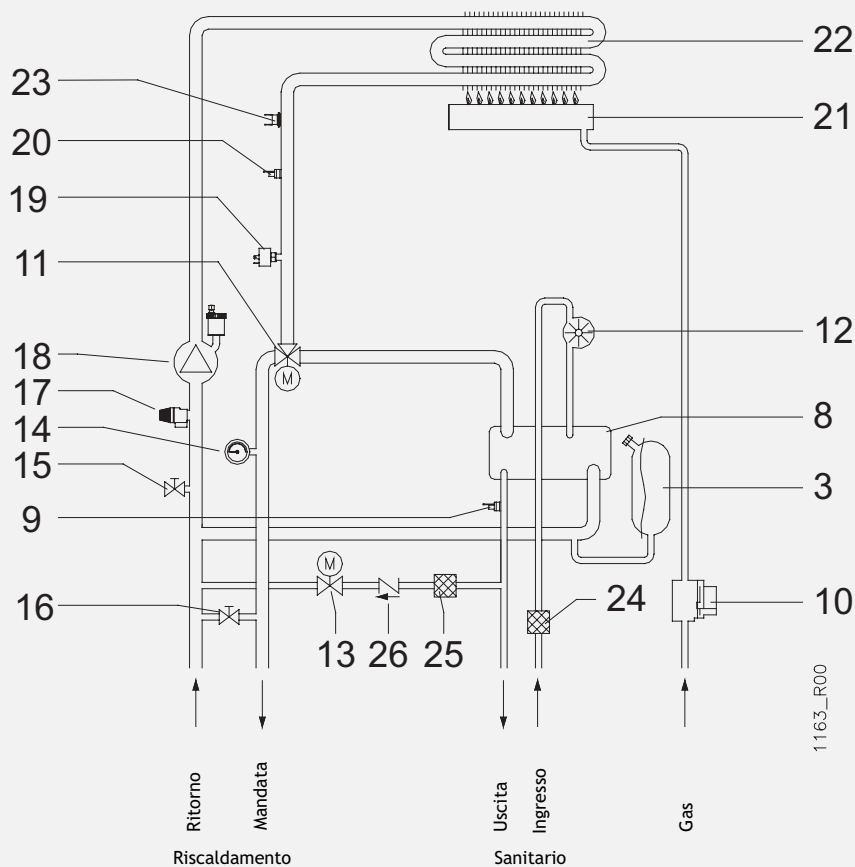 22
23
21
20
19
11
12
18
17
8
14
15
3
9
M
M
16
24
10
13
26
25
1163_R00
Ritorno
Mandata
Uscita
Ingresso
Gas
Riscaldamento
Sanitario